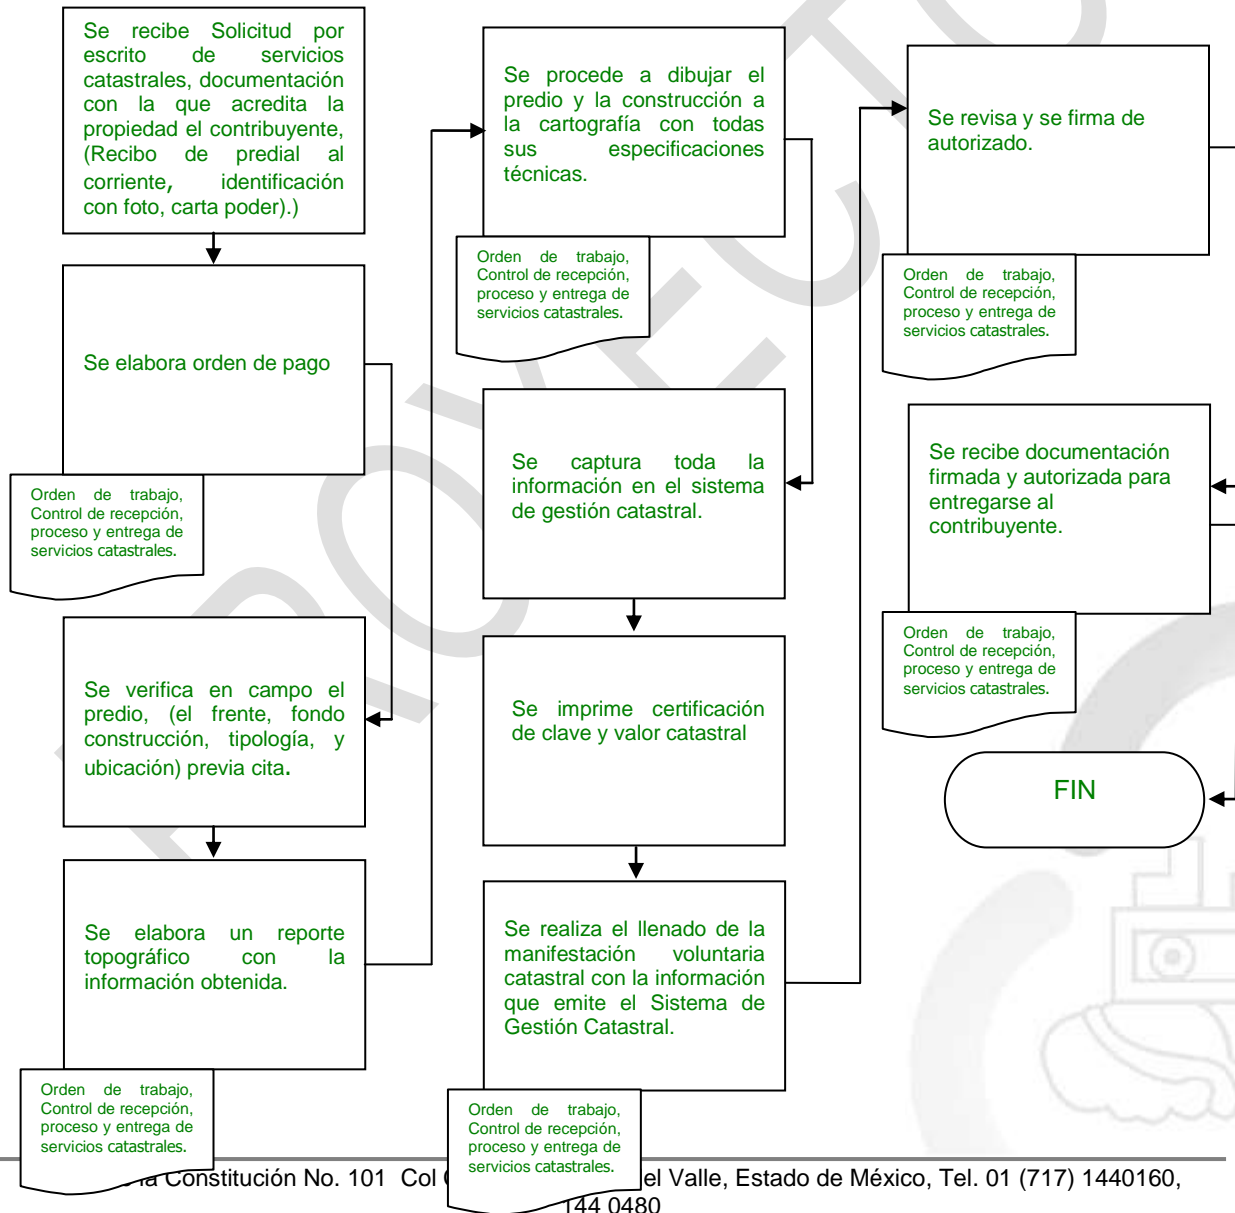 Se recibe Solicitud por
escrito de servicios
catastrales, documentación
con la que acredita la
propiedad el contribuyente,
(Recibo de predial al
corriente, identificación
con foto, carta poder).)
Se elabora orden de pago
Orden de trabajo,
Control de recepción,
proceso y entrega de
servicios catastrales.
Se verifica en campo el
predio, (el frente, fondo
construcción, tipología, y
ubicación) previa cita.
Se elabora un reporte
topográfico con la
información obtenida.
Orden de trabajo,
Control de recepción,
proceso y entrega de
servicios catastrales.
Se procede a dibujar el
predio y la construcción a
la cartografía con todas
sus especificaciones
técnicas.
Orden de trabajo,
Control de recepción,
proceso y entrega de
servicios catastrales.
Se captura toda la
información en el sistema
de gestión catastral.
Se imprime certificación
de clave y valor catastral
Se realiza el llenado de la
manifestación voluntaria
catastral con la información
que emite el Sistema de
Gestión Catastral.
Orden de trabajo,
Control de recepción,
proceso y entrega de
servicios catastrales.
Se revisa y se firma de
autorizado.
Orden de trabajo,
Control de recepción,
proceso y entrega de
servicios catastrales.
Se recibe documentación
firmada y autorizada para
entregarse al
contribuyente.
Orden de trabajo,
Control de recepción,
proceso y entrega de
servicios catastrales.
FIN
la Constitución No. 101 Col el Valle, Estado de México, Tel. 01 (717) 1440160,
144 0480
PROYECTO